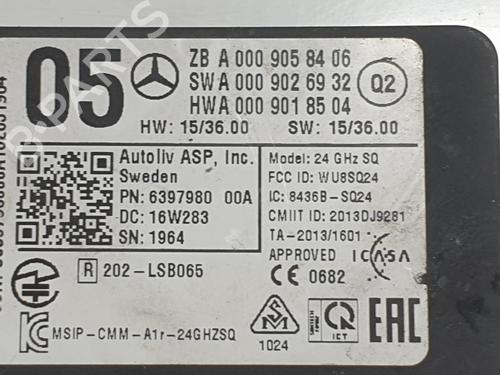 05
ZB A 000 905 84 06
SW A 000 902 69 32
HW A 000 901 85 04
Q2
HW: 15/36.00 SW: 15/36.00
Autoliv ASP, Inc.
Sweden
PN: 6397980 00A
DC: 16W283
SN: 1964
Model: 24 GHz SQ
FCC ID: WU8SQ24
IC: 8436B-SQ24
CMIIT ID: 2013DJ9281
TA-2013/1601
APPROVED ICASA
CE 0682
R 202-LSB065
MSIP-CMM-A1r-24GHZSQ
1024
ICT
EAC